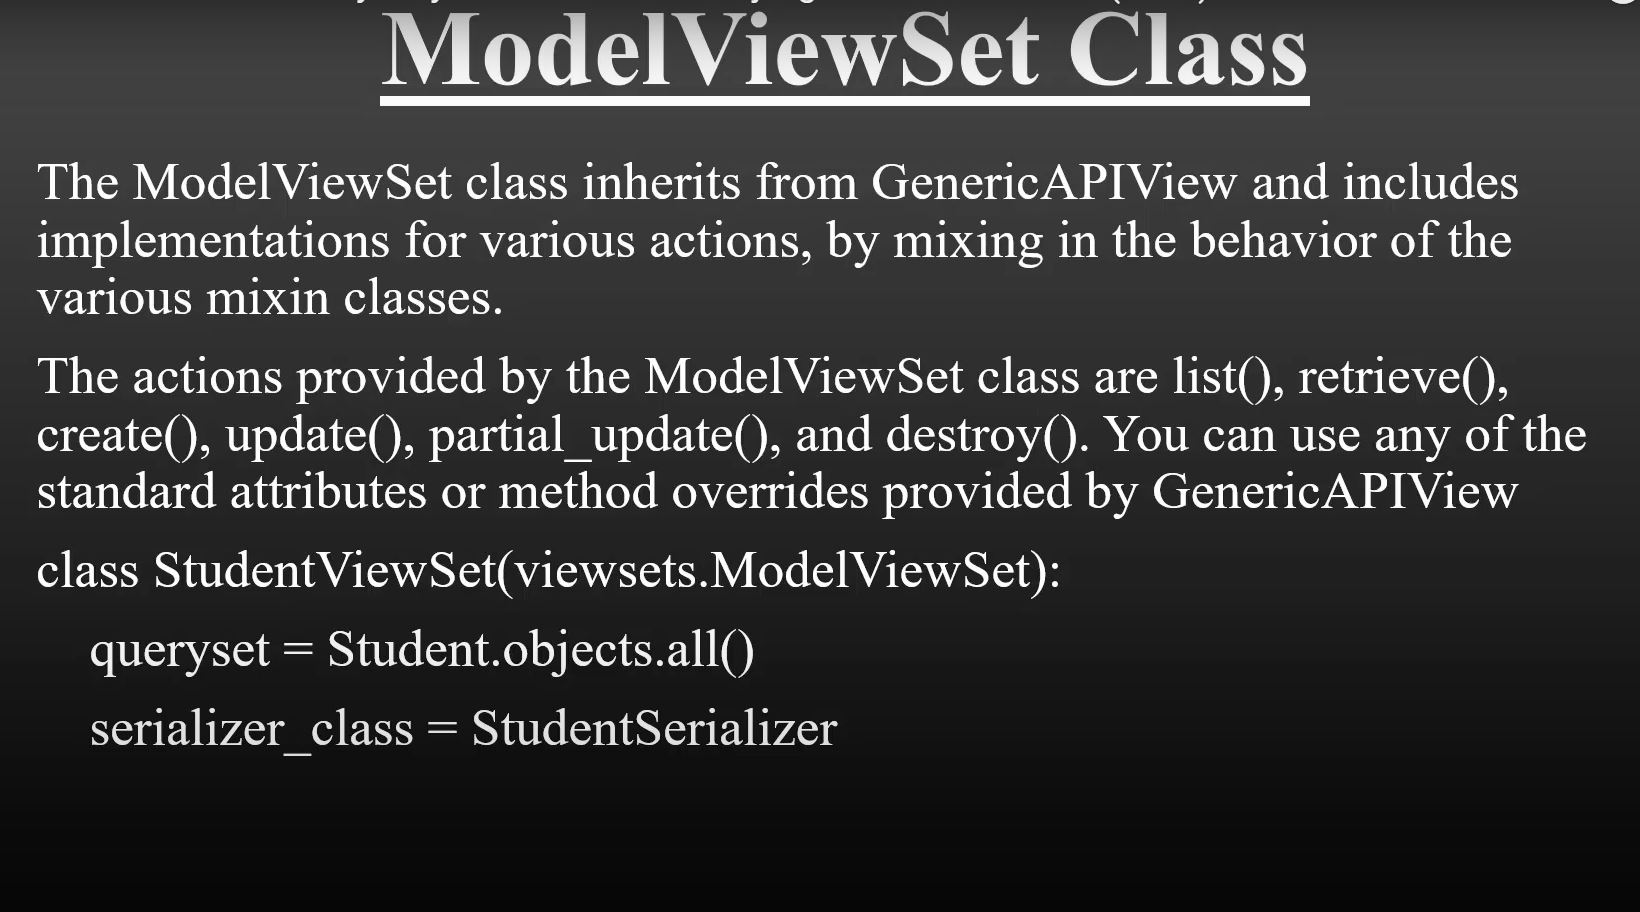 ModelViewSet Class
The ModelViewSet class inherits from GenericAPIView and includes
implementations for various actions, by mixing in the behavior of the
various mixin classes.
The actions provided by the ModelViewSet class are list(), retrieve(),
create(), update(), partial_update(), and destroy(). You can use any of the
standard attributes or method overrides provided by GenericAPIView
class StudentViewSet(viewsets.ModelViewSet):
queryset = Student.objects.all()
serializer_class = StudentSerializer